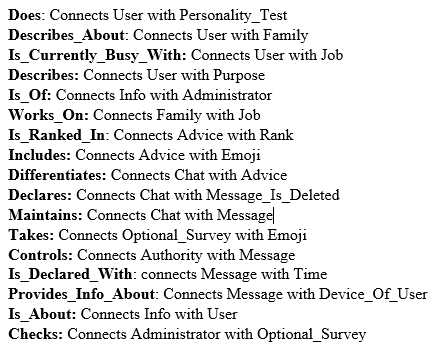 Does: Connects User with Personality_Test
Describes_About: Connects User with Family
Is_Currently_Busy_With: Connects User with Job
Describes: Connects User with Purpose
Is_Of: Connects Info with Administrator
Works_On: Connects Family with Job
Is_Ranked_In: Connects Advice with Rank
Includes: Connects Advice with Emoji
Differentiates: Connects Chat with Advice
Declares: Connects Chat with Message_Is_Deleted
Maintains: Connects Chat with Message
Takes: Connects Optional_Survey with Emoji
Controls: Connects Authority with Message
Is_Declared_With: connects Message with Time
Provides_Info_About: Connects Message with Device_Of_User
Is_About: Connects Info with User
Checks: Connects Administrator with Optional_Survey